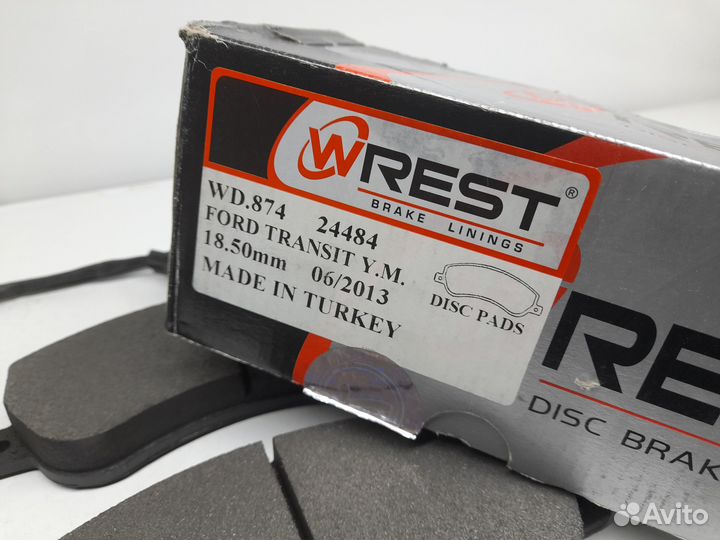 WREST®
BRAKE LININGS
WD.874 24484
FORD TRANSIT Y.M.
18.50mm 06/2013
MADE IN TURKEY
DISC PADS
RE
DISC BRAK
Avito